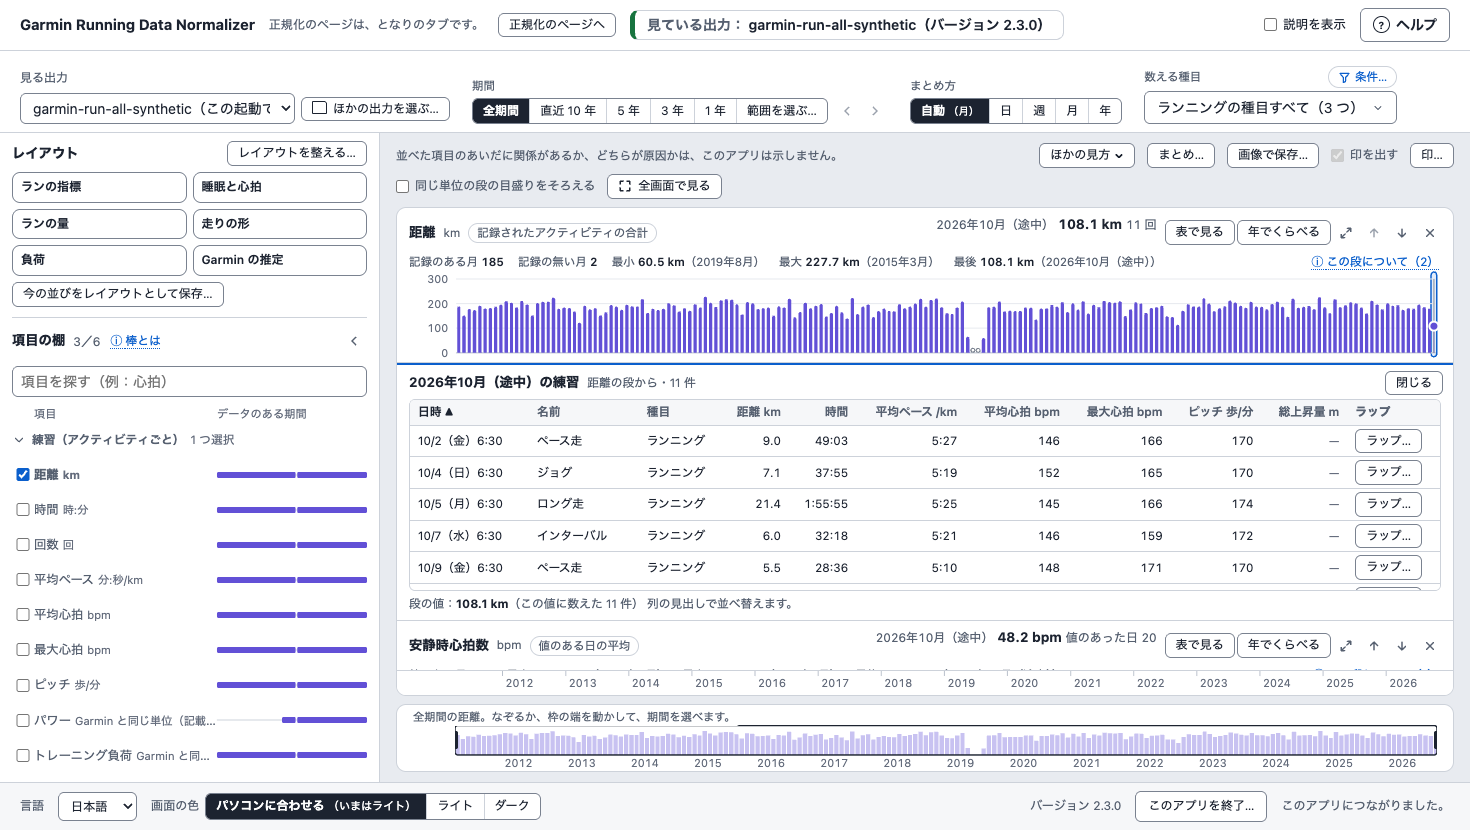 Garmin Running Data Normalizer 正規化のページは、となりのタブです。 正規化のページへ 見ている出力： garmin-run-all-synthetic（バージョン 2.3.0） 説明を表示 ? ヘルプ
見る出力
garmin-run-all-synthetic（この起動で ほかの出力を選ぶ...
期間
全期間 直近 10 年 5 年 3 年 1 年 範囲を選ぶ...
まとめ方
自動 （月） 日 週 月 年
数える種目 条件...
ランニングの種目すべて（3 つ）
レイアウト レイアウトを整える...
ランの指標 睡眠と心拍
ランの量 走りの形
負荷 Garmin の推定
今の並びをレイアウトとして保存...
項目の棚 3／6 ⓘ 棒とは
項目を探す（例：心拍）
項目 データのある期間
練習（アクティビティごと） 1 つ選択
距離 km
時間 時:分
回数 回
平均ペース 分:秒/km
平均心拍 bpm
最大心拍 bpm
ピッチ 歩/分
パワー Garmin と同じ単位（記載...
トレーニング負荷 Garmin と同...
並べた項目のあいだに関係があるか、どちらが原因かは、このアプリは示しません。 ほかの見方 まとめ... 画像で保存... 印を出す 印...
同じ単位の段の目盛りをそろえる 全画面で見る
距離 km 記録されたアクティビティの合計 2026年10月（途中） 108.1 km 11 回 表で見る 年でくらべる
記録のある月 185 記録の無い月 2 最小 60.5 km（2019年8月） 最大 227.7 km（2015年3月） 最後 108.1 km（2026年10月（途中）） ⓘ この段について（2）
300
200
100
0
2026年10月（途中）の練習 距離の段から・11 件 閉じる
日時▲ 名前 種目 距離 km 時間 平均ペース /km 平均心拍 bpm 最大心拍 bpm ピッチ 歩/分 総上昇量 m ラップ
10/2（金）6:30 ペース走 ランニング 9.0 49:03 5:27 146 166 170 — ラップ...
10/4（日）6:30 ジョグ ランニング 7.1 37:55 5:19 152 165 170 — ラップ...
10/5（月）6:30 ロング走 ランニング 21.4 1:55:55 5:25 145 166 174 — ラップ...
10/7（水）6:30 インターバル ランニング 6.0 32:18 5:21 146 159 172 — ラップ...
10/9（金）6:30 ペース走 ランニング 5.5 28:36 5:10 148 171 170 — ラップ...
段の値：108.1 km（この値に数えた 11 件） 列の見出しで並べ替えます。
安静時心拍数 bpm 値のある日の平均 2026年10月（途中） 48.2 bpm 値のあった日 20 表で見る 年でくらべる
2012 2013 2014 2015 2016 2017 2018 2019 2020 2021 2022 2023 2024 2025 2026
全期間の距離。なぞるか、枠の端を動かして、期間を選べます。
2012 2013 2014 2015 2016 2017 2018 2019 2020 2021 2022 2023 2024 2025 2026
言語 日本語 画面の色 パソコンに合わせる （いまはライト） ライト ダーク バージョン 2.3.0 このアプリを終了... このアプリにつながりました。